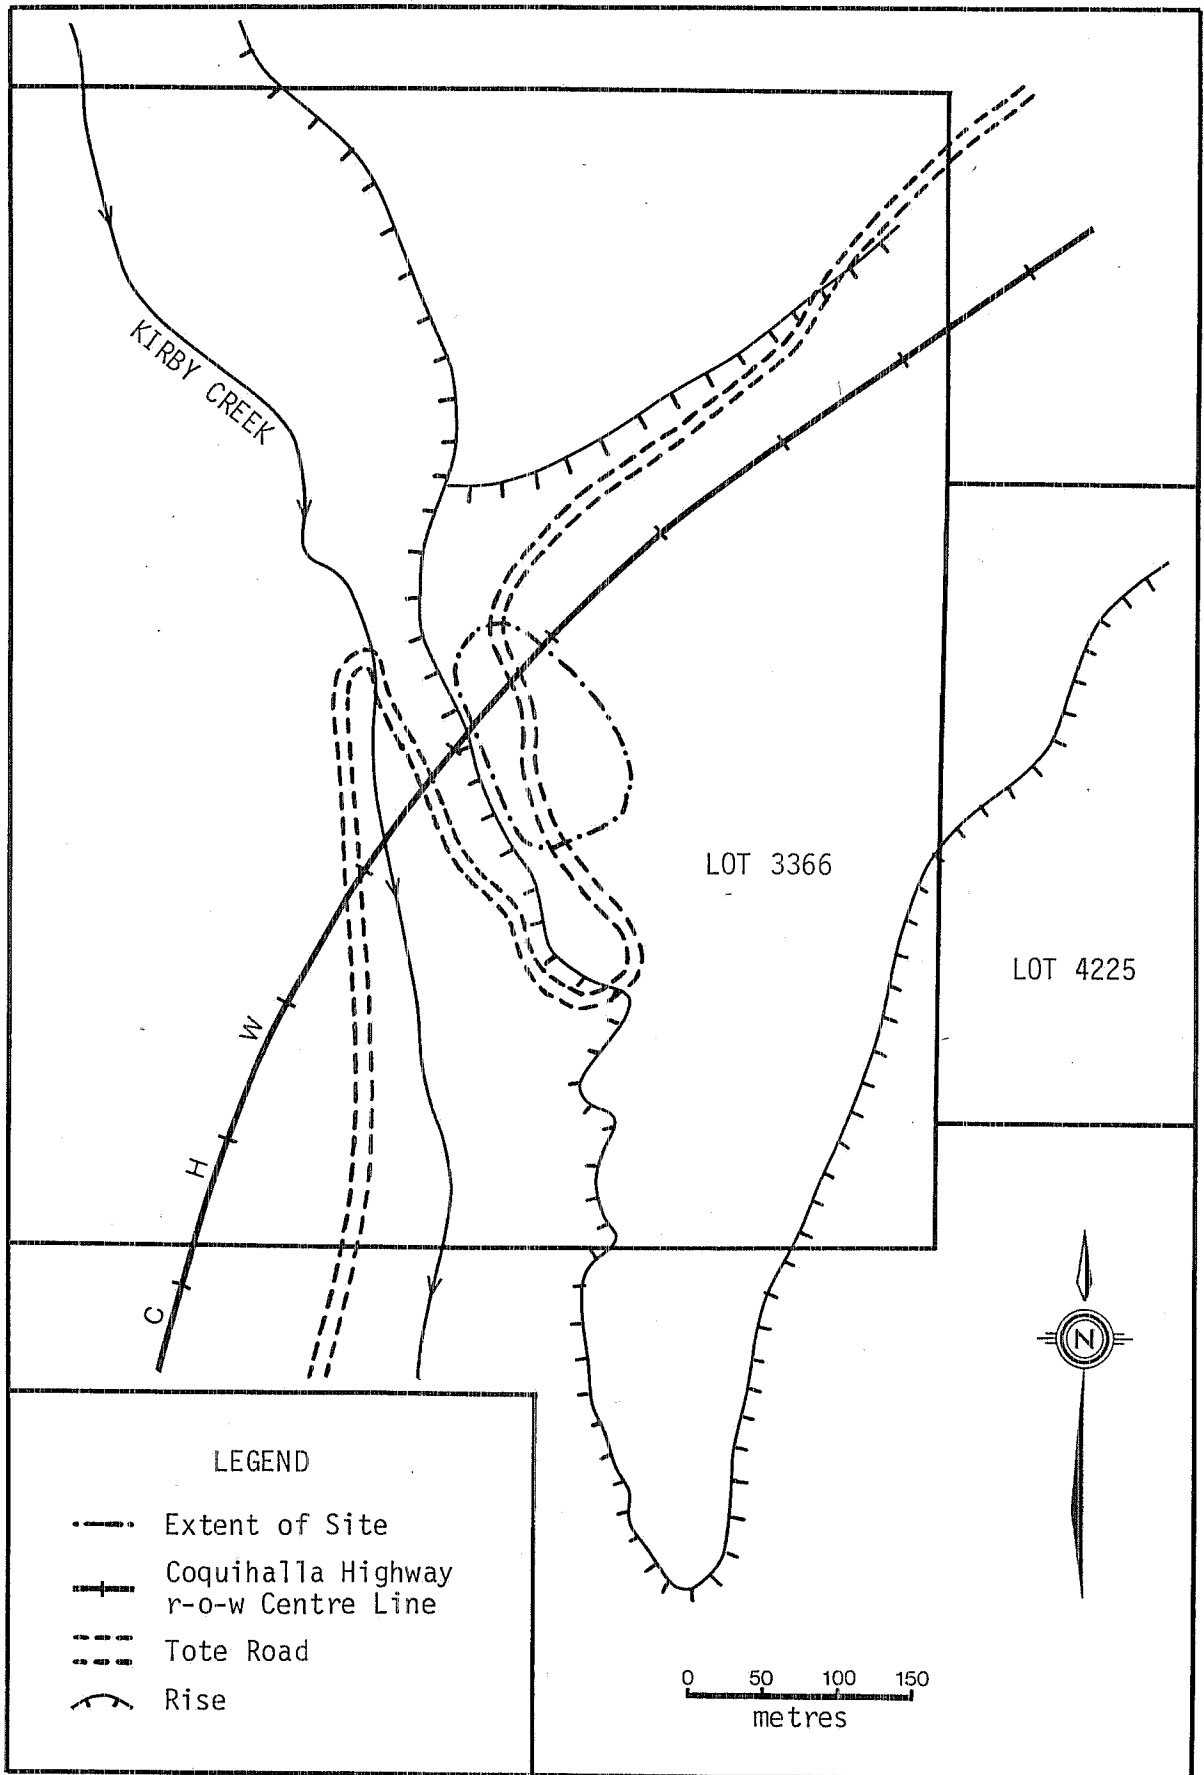 KIRBY CREEK
LOT 3366
LOT 4225
W
H
C
N
LEGEND
Extent of Site
Coquihalla Highway
r-o-w Centre Line
Tote Road
Rise
0 50 100 150
metres